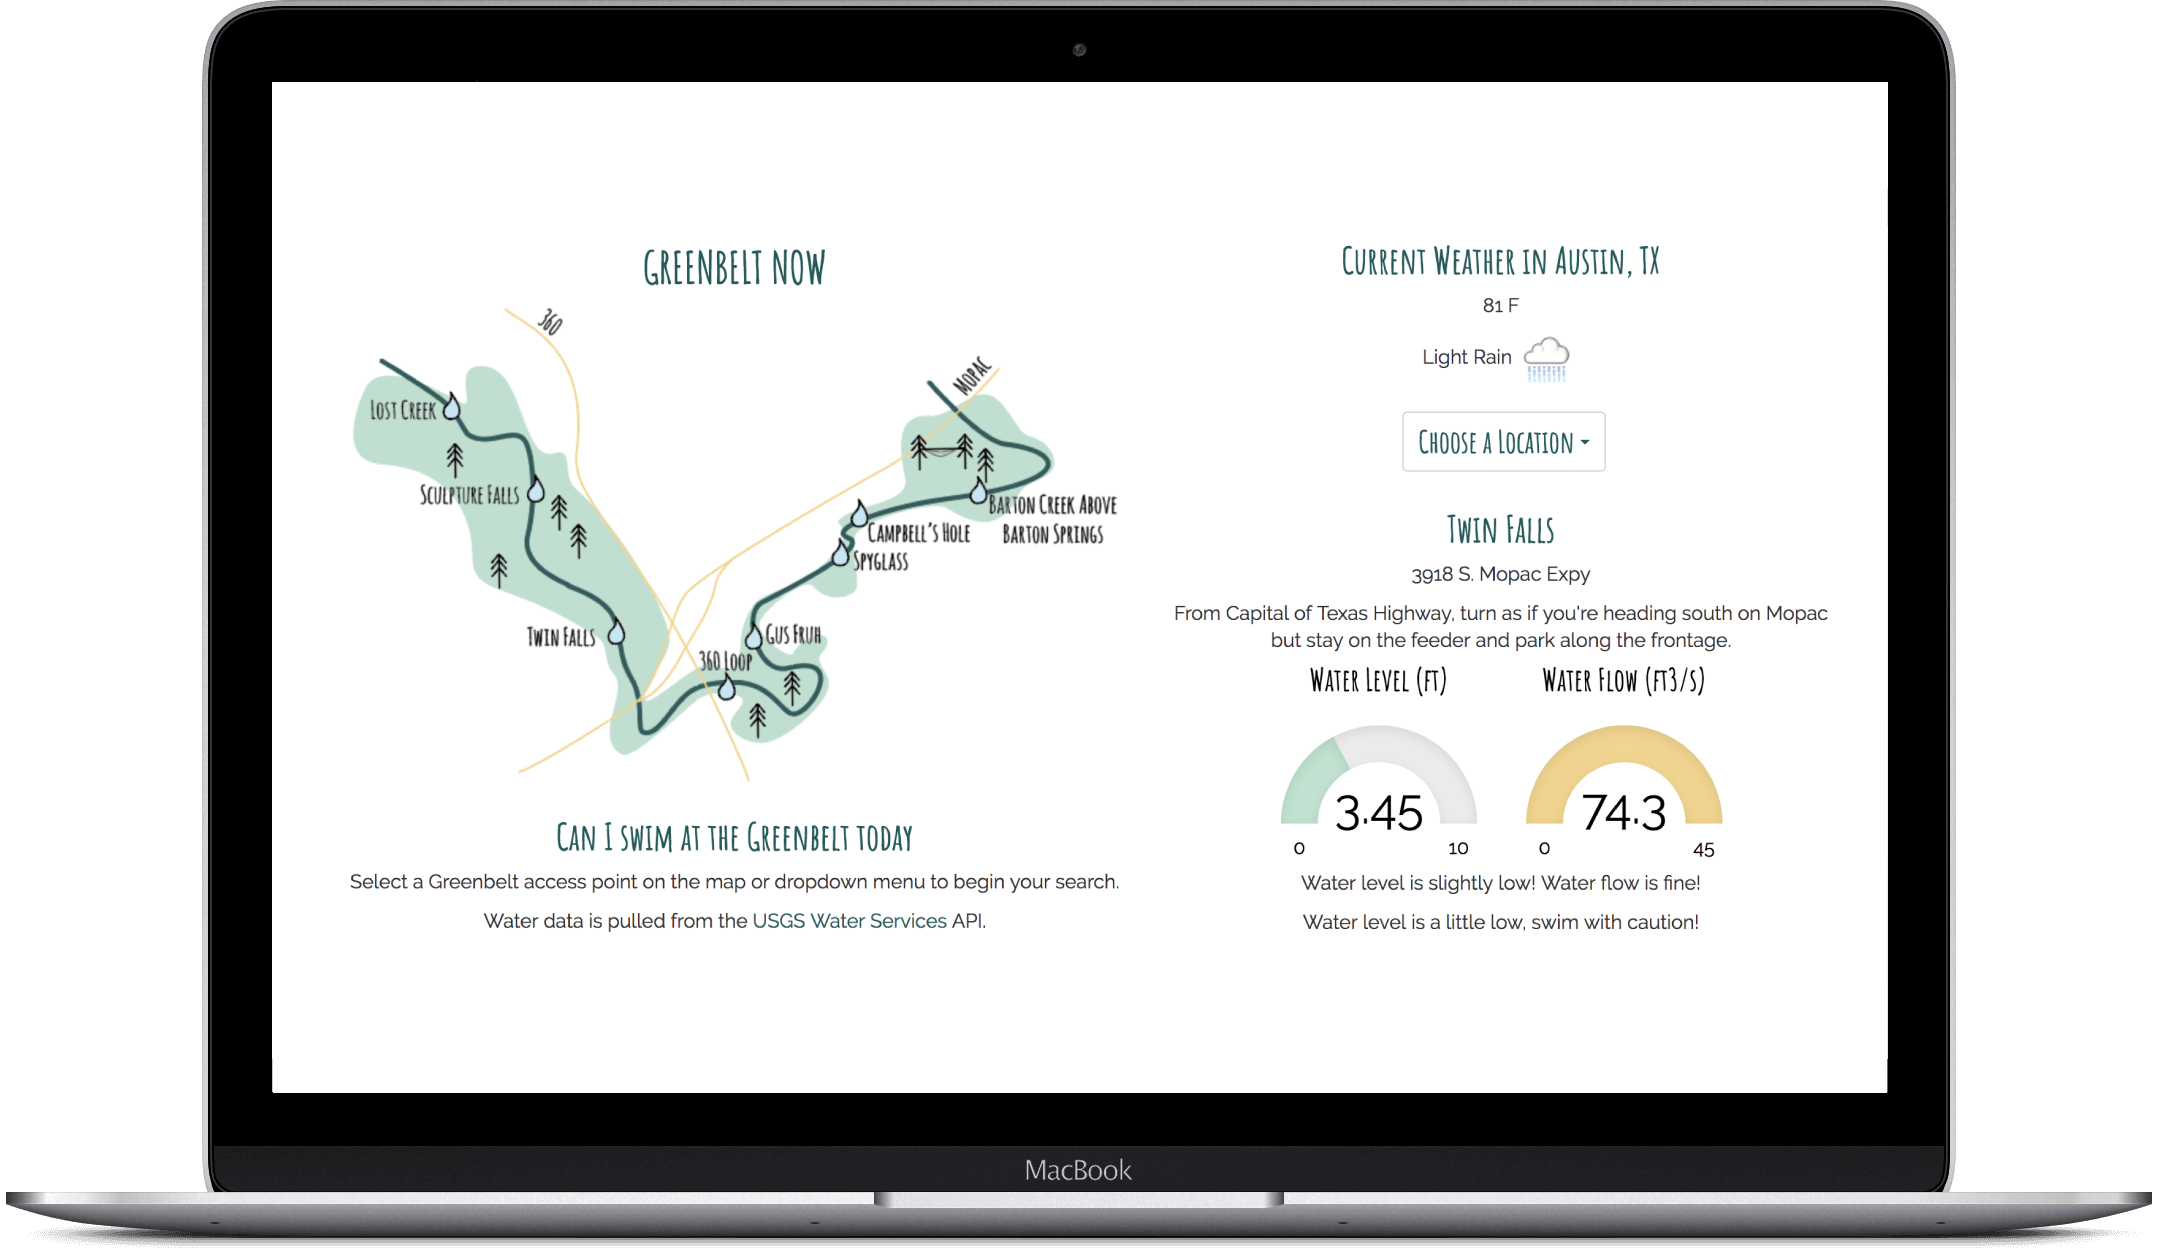 GREENBELT NOW
360
MOPAC
LOST CREEK
SCULPTURE FALLS
BARTON CREEK ABOVE
BARTON SPRINGS
CAMPBELL'S HOLE
SPYGLASS
TWIN FALLS
GUS FRUH
360 LOOP
CAN I SWIM AT THE GREENBELT TODAY
Select a Greenbelt access point on the map or dropdown menu to begin your search.
Water data is pulled from the USGS Water Services API.
CURRENT WEATHER IN AUSTIN, TX
81 F
Light Rain
CHOOSE A LOCATION
TWIN FALLS
3918 S. Mopac Expy
From Capital of Texas Highway, turn as if you're heading south on Mopac
but stay on the feeder and park along the frontage.
WATER LEVEL (FT)
3.45
0 10
WATER FLOW (FT3/S)
74.3
0 45
Water level is slightly low! Water flow is fine!
Water level is a little low, swim with caution!
MacBook